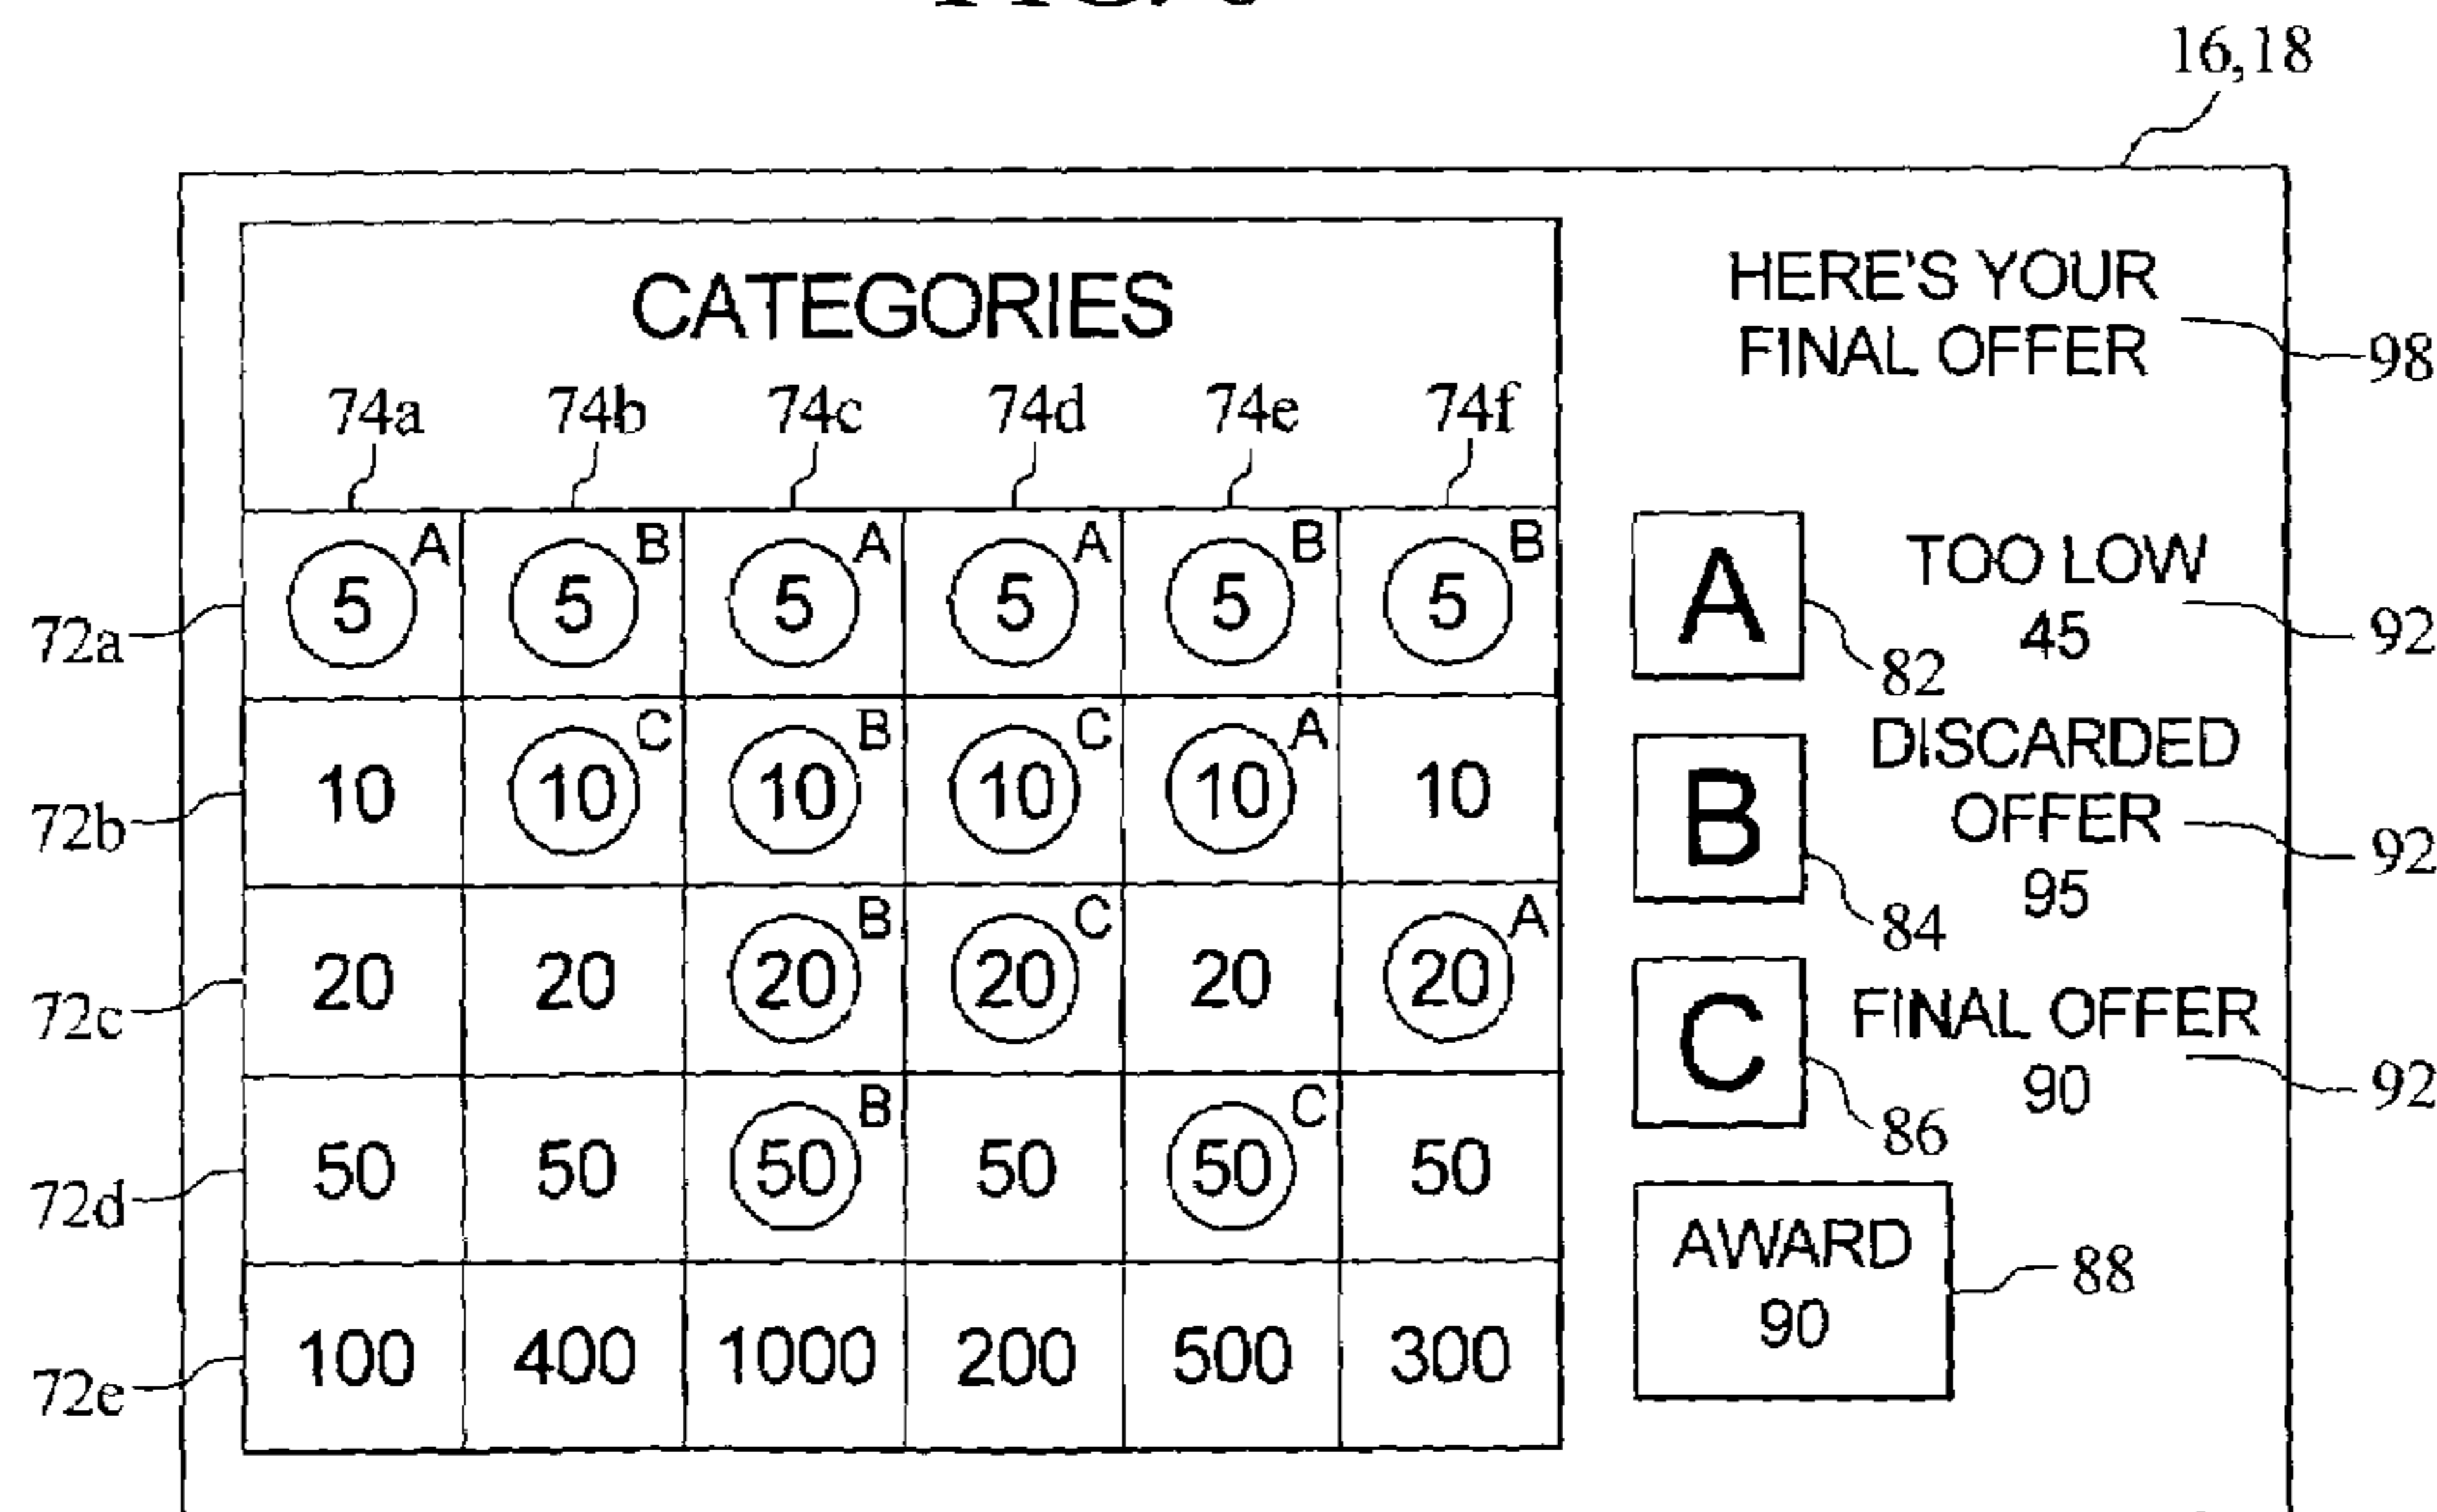 16,18
CATEGORIES
HERE'S YOUR
FINAL OFFER
98
74a 74b 74c 74d 74e 74f
72a
5 A 5 B 5 A 5 A 5 B 5 B
A
82
TOO LOW
45
92
72b
10 10 C 10 B 10 C 10 A 10
B
84
DISCARDED
OFFER
95
92
72c
20 20 20 B 20 C 20 20 A
C
86
FINAL OFFER
90
92
72d
50 50 50 B 50 50 C 50
72e
100 400 1000 200 500 300
AWARD
90
88